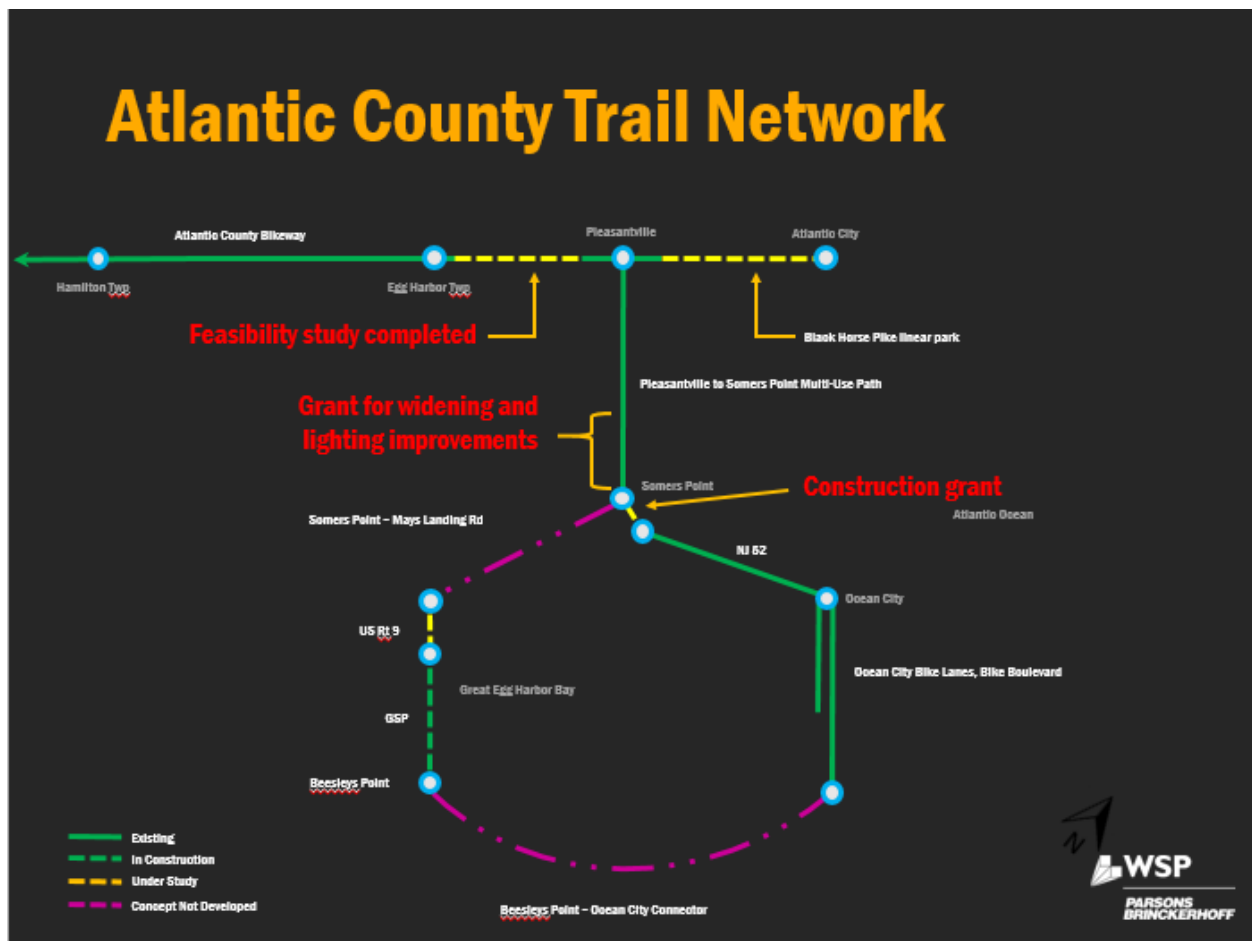 Atlantic County Trail Network
Atlantic County Bikeway
Pleasantville
Atlantic City
Hamilton Twp
Egg Harbor Twp
Feasibility study completed
Black Horse Pike linear park
Pleasantville to Somers Point Multi-Use Path
Grant for widening and
lighting improvements
Somers Point
Construction grant
Atlantic Ocean
Somers Point – Mays Landing Rd
NJ 52
Ocean City
US Rt 9
Ocean City Bike Lanes, Bike Boulevard
Great Egg Harbor Bay
GSP
Beesleys Point
Existing
In Construction
Under Study
Concept Not Developed
Beesleys Point – Ocean City Connector
N
WSP
PARSONS
BRINCKERHOFF